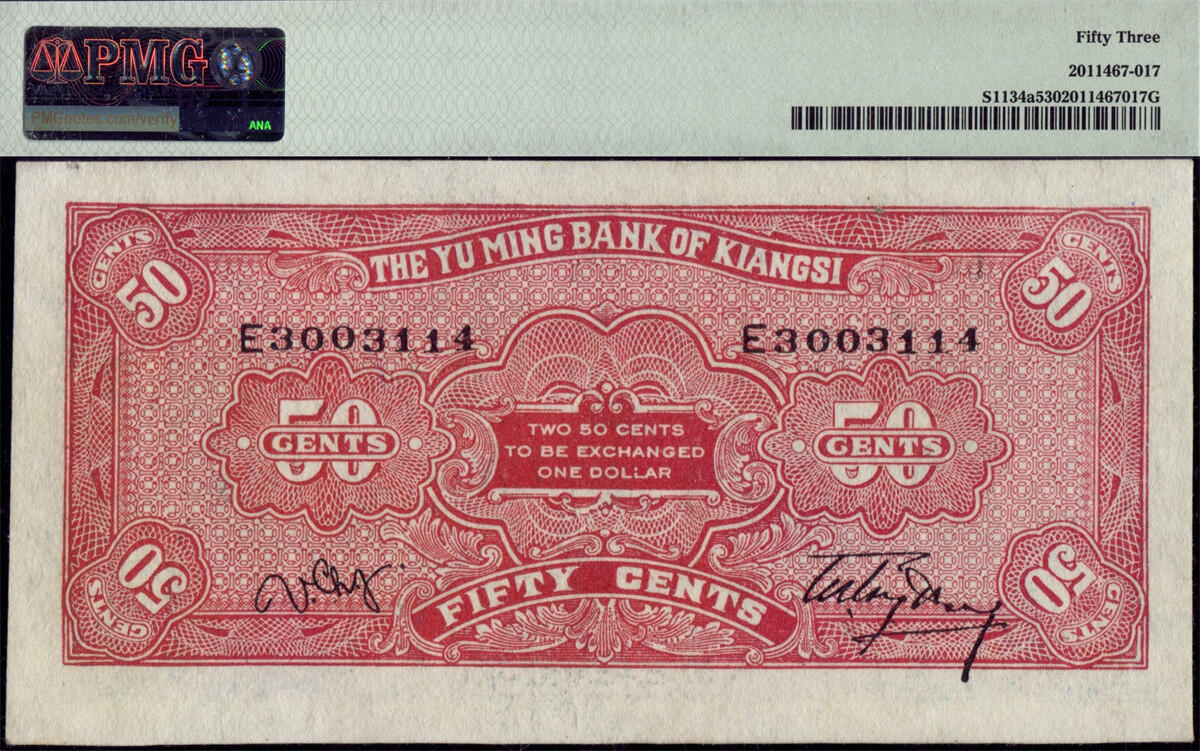 PMG
PMGnotes.com/verify
ANA
Fifty Three
2011467-017
S1134a5302011467017G
CENTS
50
CENTS
50
THE YU MING BANK OF KIANGSI
E3003114
E3003114
50
CENTS
50
CENTS
TWO 50 CENTS
TO BE EXCHANGED
ONE DOLLAR
50
CENTS
50
CENTS
FIFTY CENTS